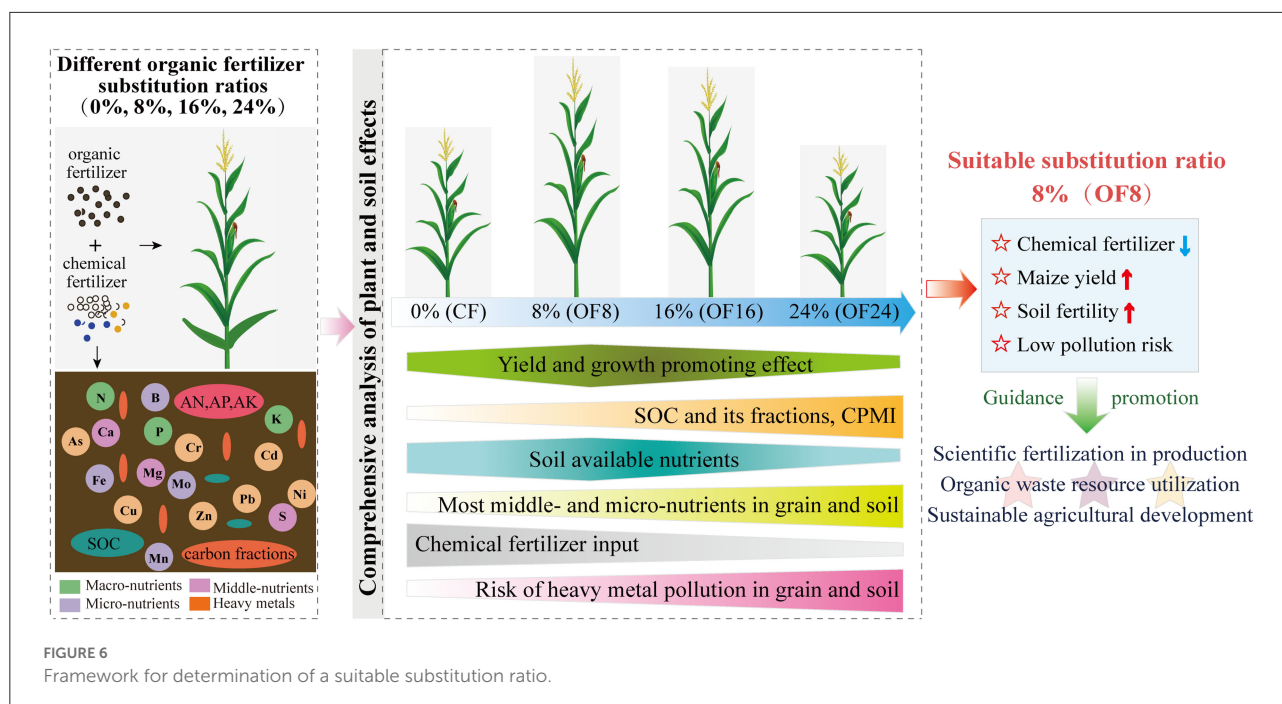 Different organic fertilizer
substitution ratios
(0%, 8%, 16%, 24%)
organic
fertilizer
+
chemical
fertilizer
N
B
AN,AP,AK
K
As
Ca
P
Cr
Cd
Fe
Mg
Mo
Ni
Pb
Cu
Zn
S
SOC
Mn
carbon fractions
Macro-nutrients
Middle-nutrients
Micro-nutrients
Heavy metals
Comprehensive analysis of plant and soil effects
0% (CF)
8% (OF8)
16% (OF16)
24% (OF24)
Yield and growth promoting effect
SOC and its fractions, CPMI
Soil available nutrients
Most middle- and micro-nutrients in grain and soil
Chemical fertilizer input
Risk of heavy metal pollution in grain and soil
Suitable substitution ratio
8% (OF8)
☆ Chemical fertilizer ↓
☆ Maize yield ↑
☆ Soil fertility ↑
☆ Low pollution risk
Guidance promotion
Scientific fertilization in production
Organic waste resource utilization
Sustainable agricultural development
FIGURE 6
Framework for determination of a suitable substitution ratio.